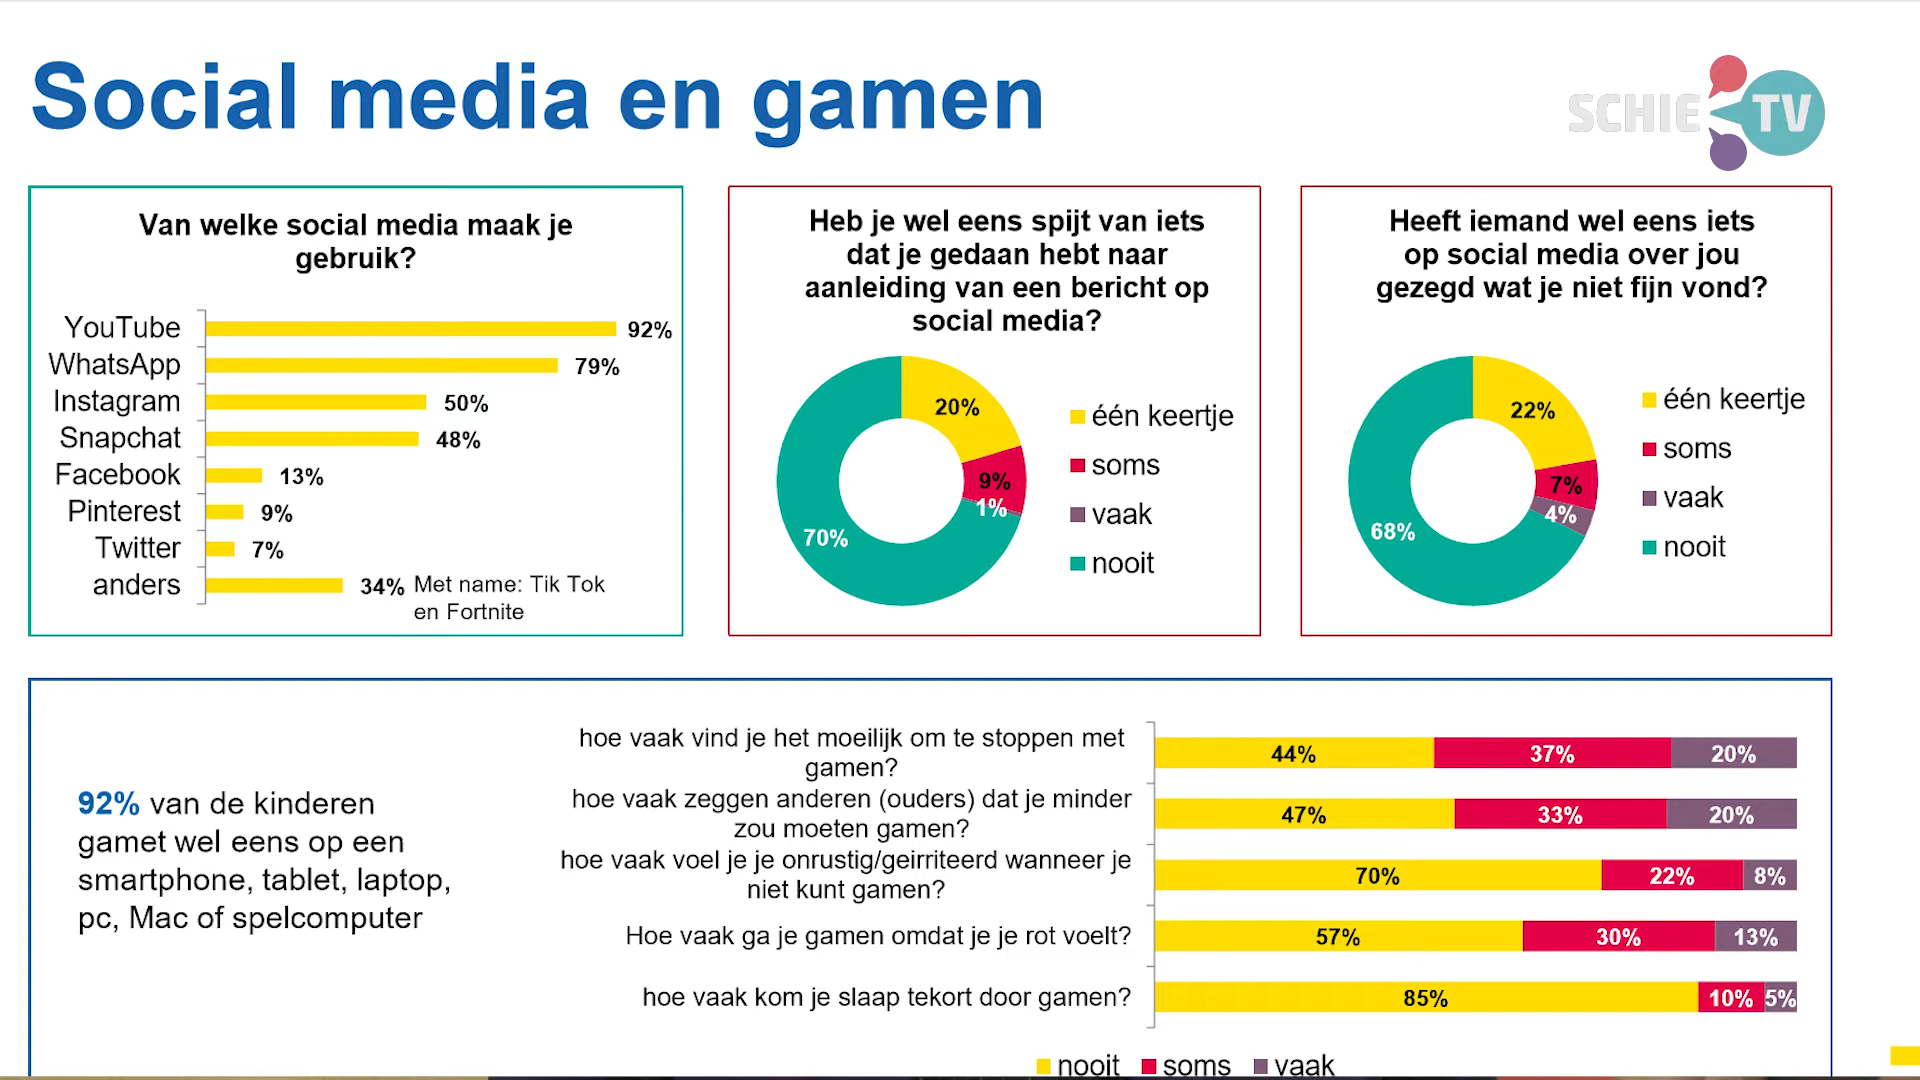 Social media en gamen
SCHIE TV
Van welke social media maak je
gebruik?
YouTube 92%
WhatsApp 79%
Instagram 50%
Snapchat 48%
Facebook 13%
Pinterest 9%
Twitter 7%
anders 34% Met name: Tik Tok
en Fortnite
Heb je wel eens spijt van iets
dat je gedaan hebt naar
aanleiding van een bericht op
social media?
20%
9%
1%
70%
één keertje
soms
vaak
nooit
Heeft iemand wel eens iets
op social media over jou
gezegd wat je niet fijn vond?
22%
7%
4%
68%
één keertje
soms
vaak
nooit
92% van de kinderen
gamet wel eens op een
smartphone, tablet, laptop,
pc, Mac of spelcomputer
hoe vaak vind je het moeilijk om te stoppen met
gamen?
44% 37% 20%
hoe vaak zeggen anderen (ouders) dat je minder
zou moeten gamen?
47% 33% 20%
hoe vaak voel je je onrustig/geirriteerd wanneer je
niet kunt gamen?
70% 22% 8%
Hoe vaak ga je gamen omdat je je rot voelt?
57% 30% 13%
hoe vaak kom je slaap tekort door gamen?
85% 10% 5%
nooit soms vaak